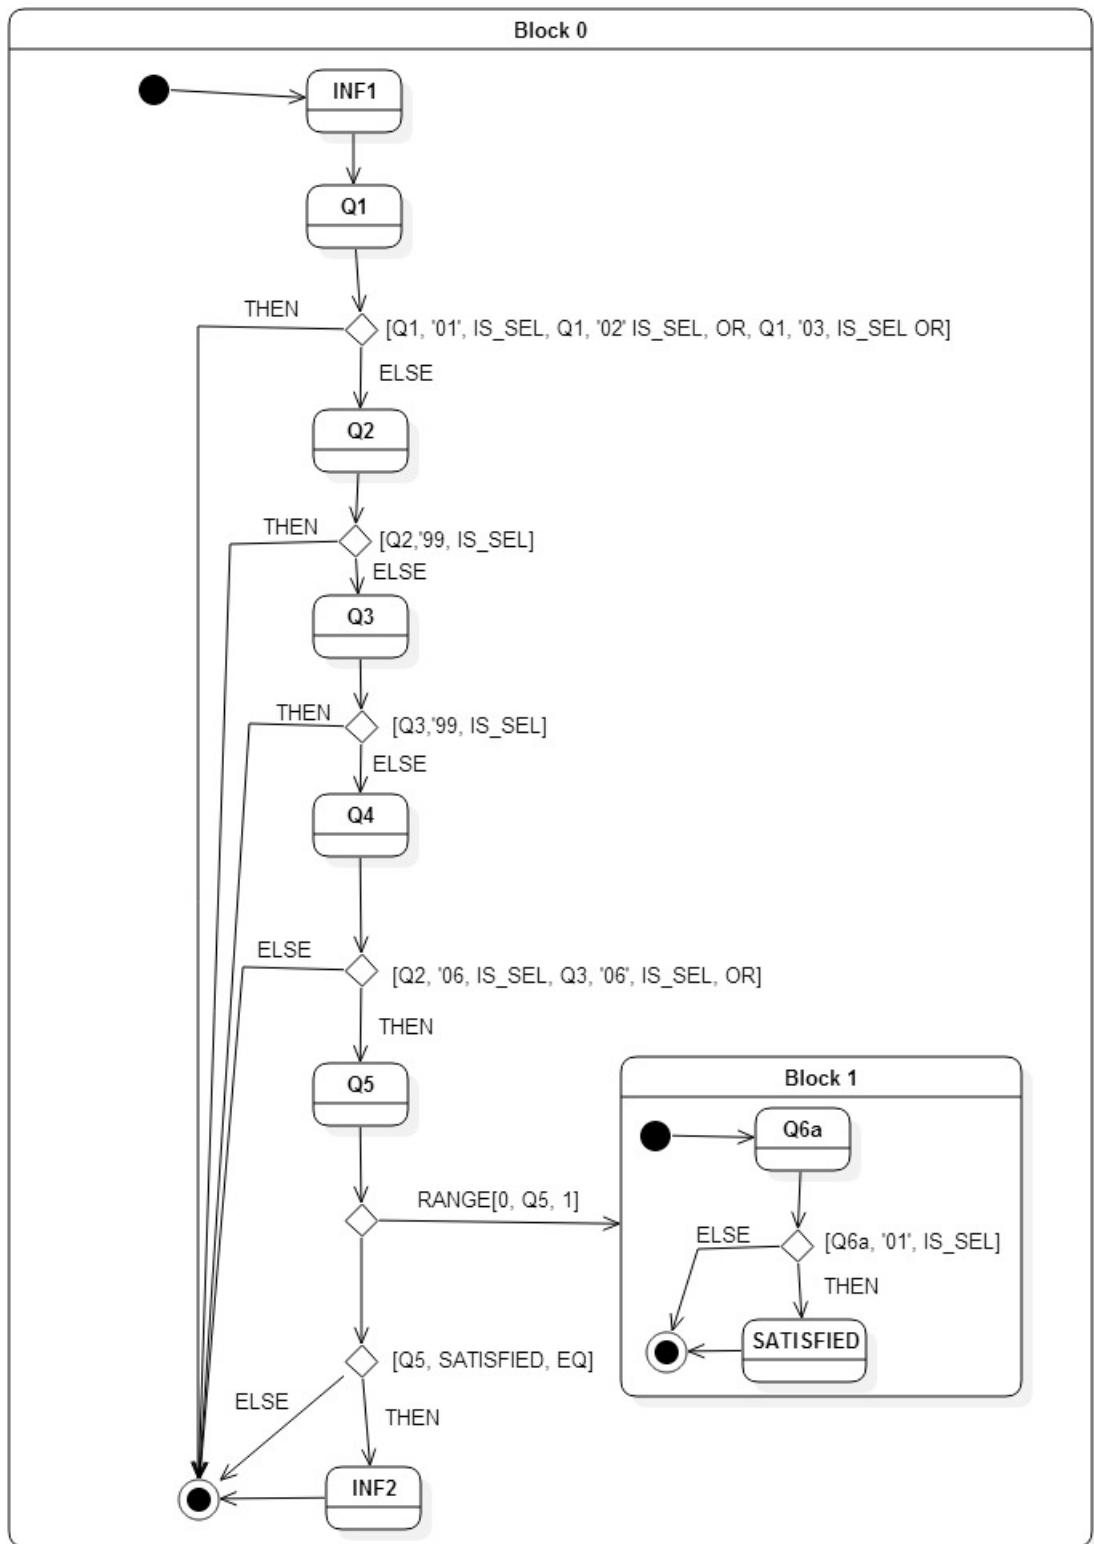 Block 0
INF1
Q1
THEN
[Q1, '01', IS_SEL, Q1, '02' IS_SEL, OR, Q1, '03, IS_SEL OR]
ELSE
Q2
THEN
[Q2,'99, IS_SEL]
ELSE
Q3
THEN
[Q3,'99, IS_SEL]
ELSE
Q4
ELSE
[Q2, '06, IS_SEL, Q3, '06', IS_SEL, OR]
THEN
Q5
Block 1
Q6a
RANGE[0, Q5, 1]
ELSE
[Q6a, '01', IS_SEL]
THEN
SATISFIED
[Q5, SATISFIED, EQ]
ELSE
THEN
INF2